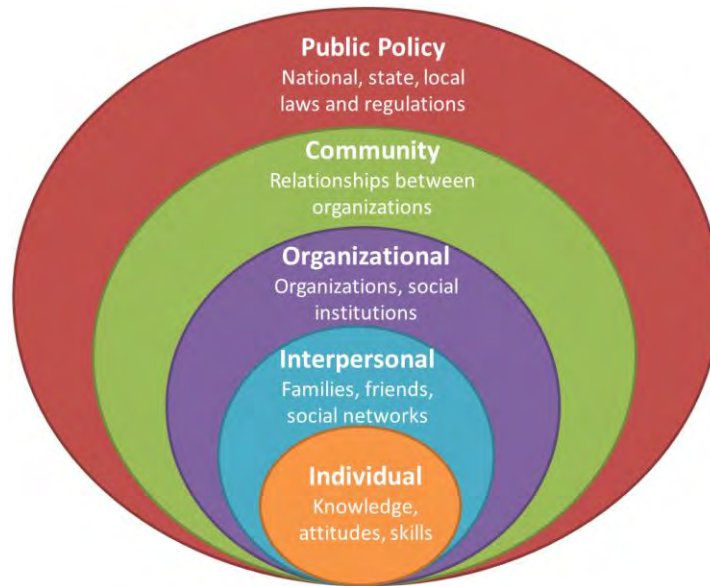 Public Policy
National, state, local
laws and regulations
Community
Relationships between
organizations
Organizational
Organizations, social
institutions
Interpersonal
Families, friends,
social networks
Individual
Knowledge,
attitudes, skills